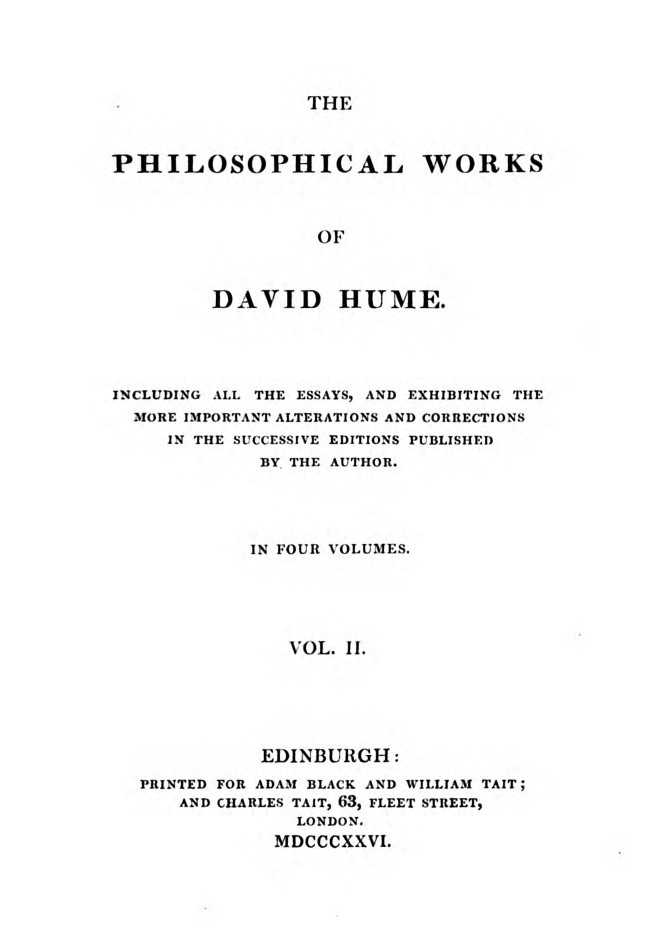 THE
PHILOSOPHICAL WORKS
OF
DAVID HUME.
INCLUDING ALL THE ESSAYS, AND EXHIBITING THE
MORE IMPORTANT ALTERATIONS AND CORRECTIONS
IN THE SUCCESSIVE EDITIONS PUBLISHED
BY THE AUTHOR.
IN FOUR VOLUMES.
VOL. II.
EDINBURGH:
PRINTED FOR ADAM BLACK AND WILLIAM TAIT;
AND CHARLES TAIT, 63, FLEET STREET,
LONDON.
MDCCCXXVI.